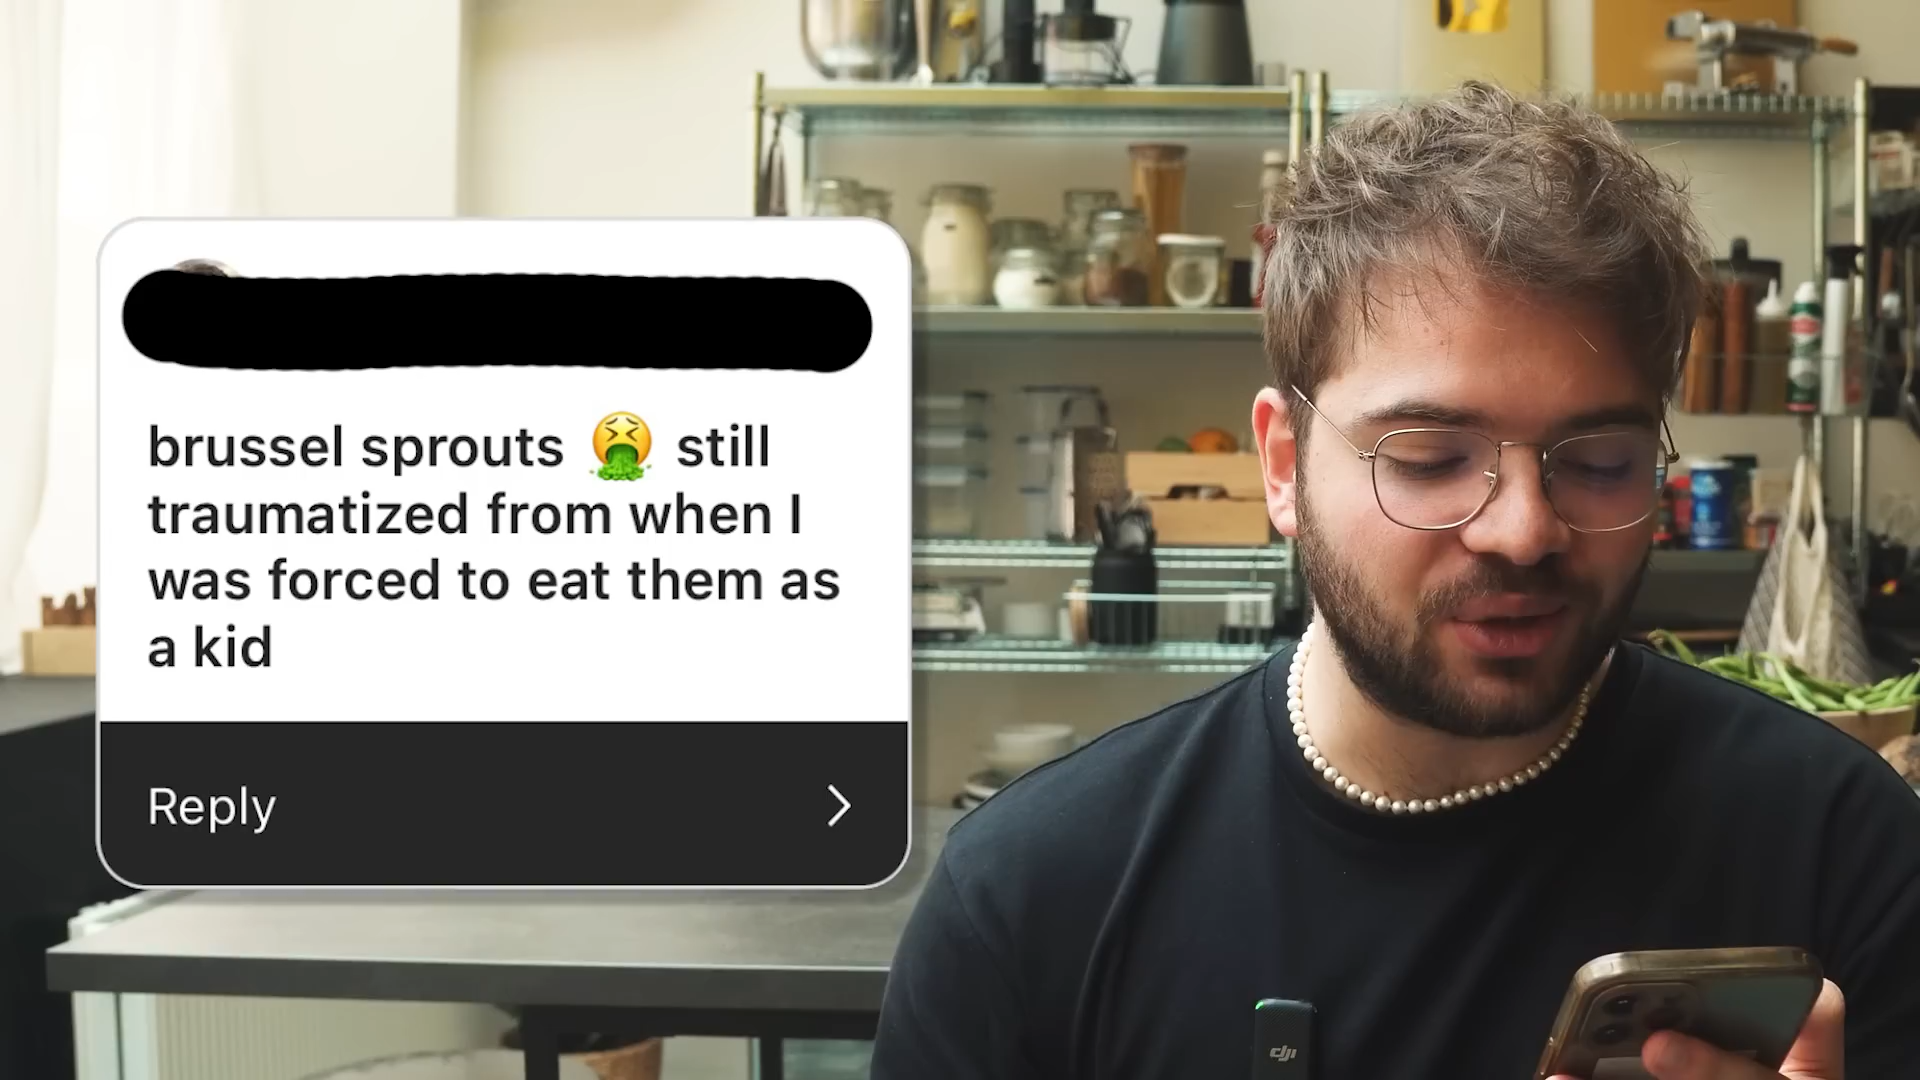 brussel sprouts 🤮 still
traumatized from when I
was forced to eat them as
a kid
Reply
dji